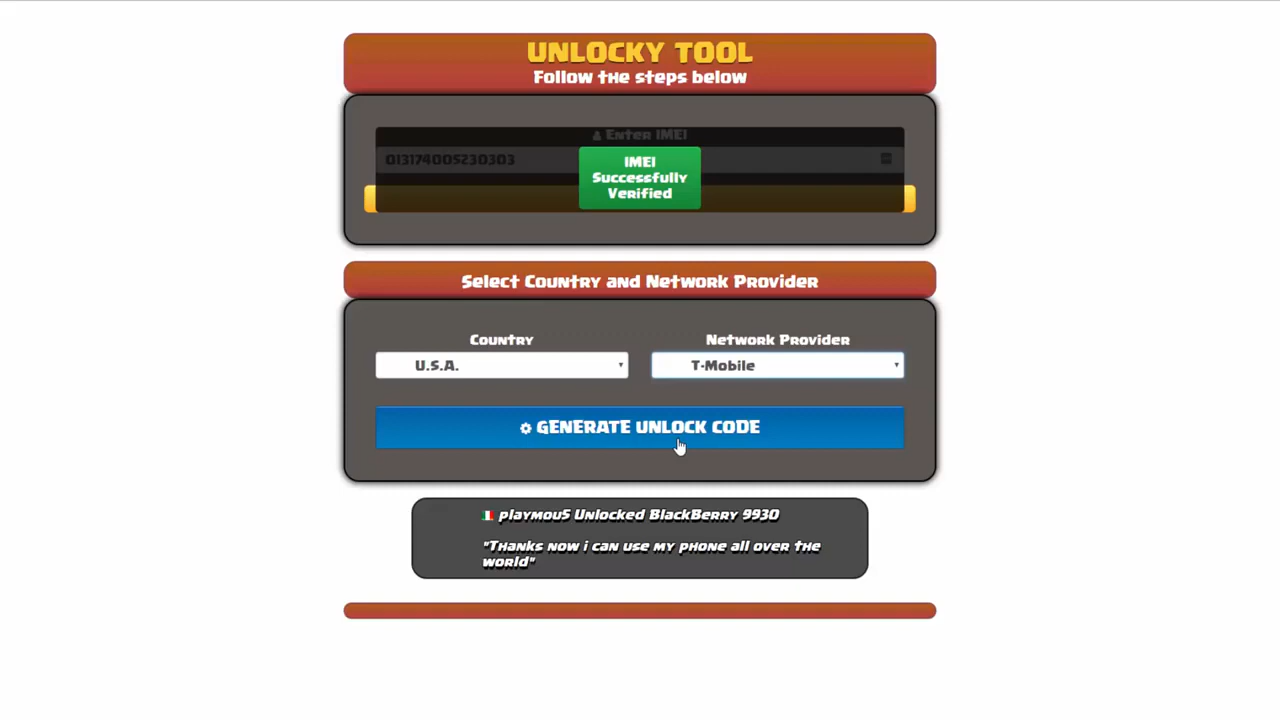 UNLOCKY TOOL
Follow the steps below
Enter IMEI
013174005230303
IMEI
Successfully
Verified
Select Country and Network Provider
Country
Network Provider
U.S.A.
T-Mobile
GENERATE UNLOCK CODE
playmou5 Unlocked BlackBerry 9930
"Thanks now i can use my phone all over the
world"